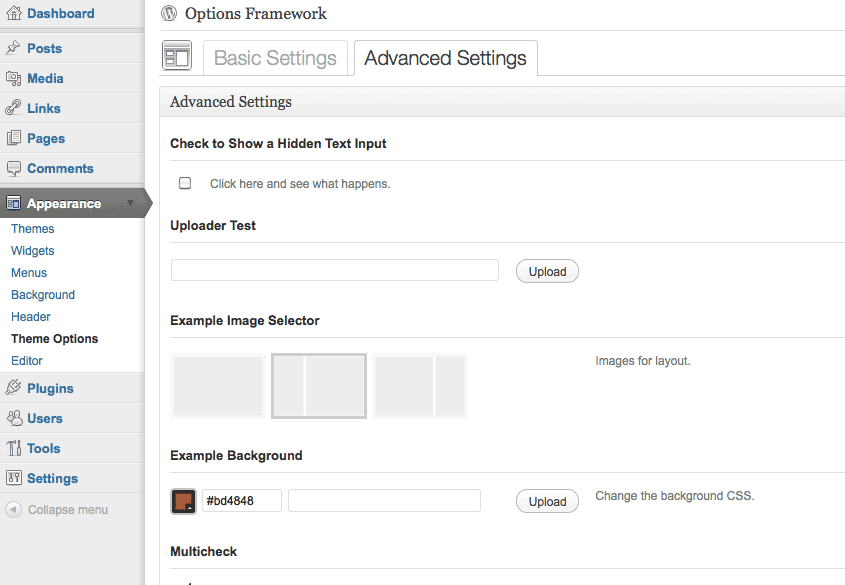 Dashboard
Posts
Media
Links
Pages
Comments
Appearance
Themes
Widgets
Menus
Background
Header
Theme Options
Editor
Plugins
Users
Tools
Settings
Collapse menu
Options Framework
Basic Settings
Advanced Settings
Advanced Settings
Check to Show a Hidden Text Input
Click here and see what happens.
Uploader Test
Upload
Example Image Selector
Images for layout.
Example Background
#bd4848
Upload
Change the background CSS.
Multicheck